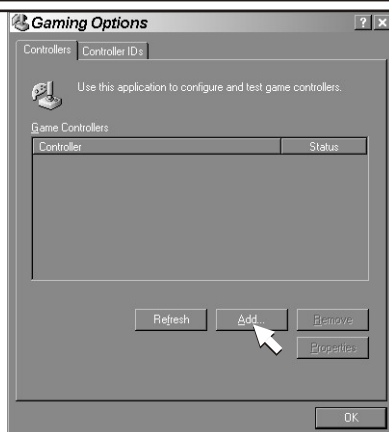 Gaming Options
Controllers Controller IDs
Use this application to configure and test game controllers.
Game Controllers
Controller Status
Refresh Add... Remove
Properties
OK